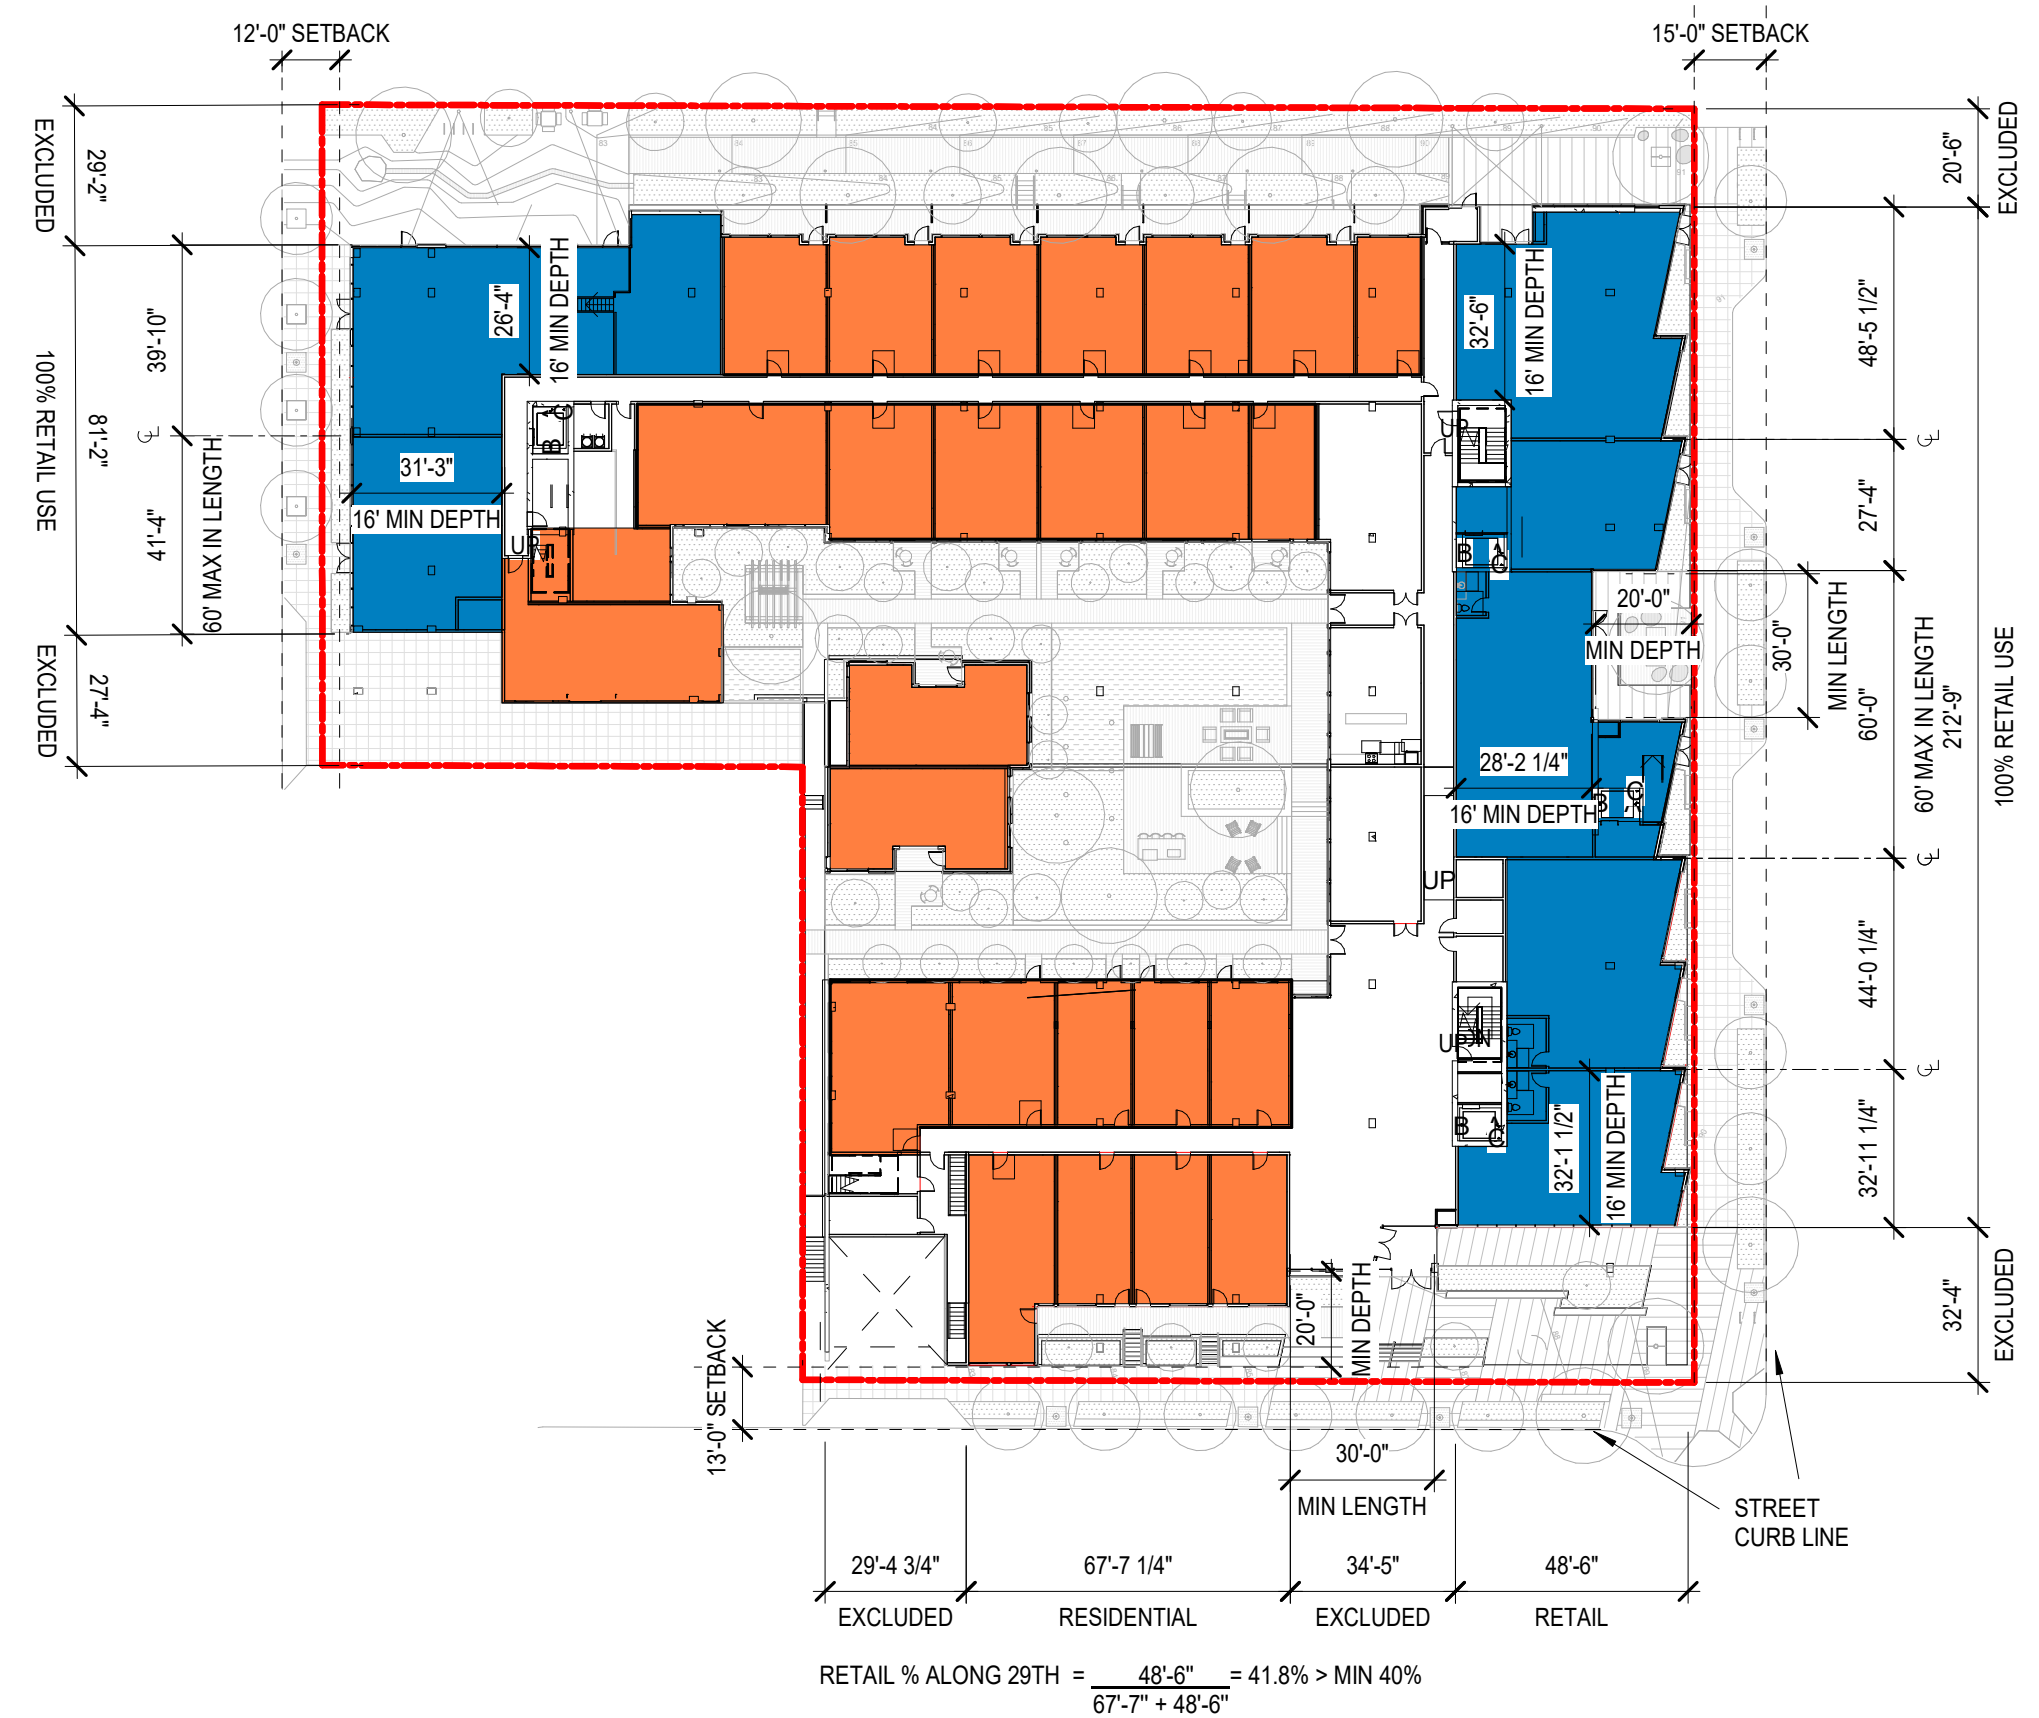 12'-0" SETBACK
15'-0" SETBACK
EXCLUDED
29'-2"
20'-6"
EXCLUDED
39'-10"
100% RETAIL USE
81'-2"
41'-4"
60' MAX IN LENGTH
EXCLUDED
27'-4"
26'-4"
16' MIN DEPTH
31'-3"
16' MIN DEPTH
32'-6"
16' MIN DEPTH
48'-5 1/2"
27'-4"
20'-0"
MIN DEPTH
30'-0"
MIN LENGTH
60'-0"
60' MAX IN LENGTH
212'-9"
100% RETAIL USE
28'-2 1/4"
16' MIN DEPTH
44'-0 1/4"
32'-1 1/2"
16' MIN DEPTH
32'-11 1/4"
32'-4"
EXCLUDED
UP
UP
UP
UP
DN
B
A
C
B
A
C
B
A
C
B
A
C
20'-0"
MIN DEPTH
13'-0" SETBACK
30'-0"
MIN LENGTH
STREET
CURB LINE
29'-4 3/4"
67'-7 1/4"
34'-5"
48'-6"
EXCLUDED
RESIDENTIAL
EXCLUDED
RETAIL
RETAIL % ALONG 29TH = 48'-6" = 41.8% > MIN 40%
67'-7" + 48'-6"